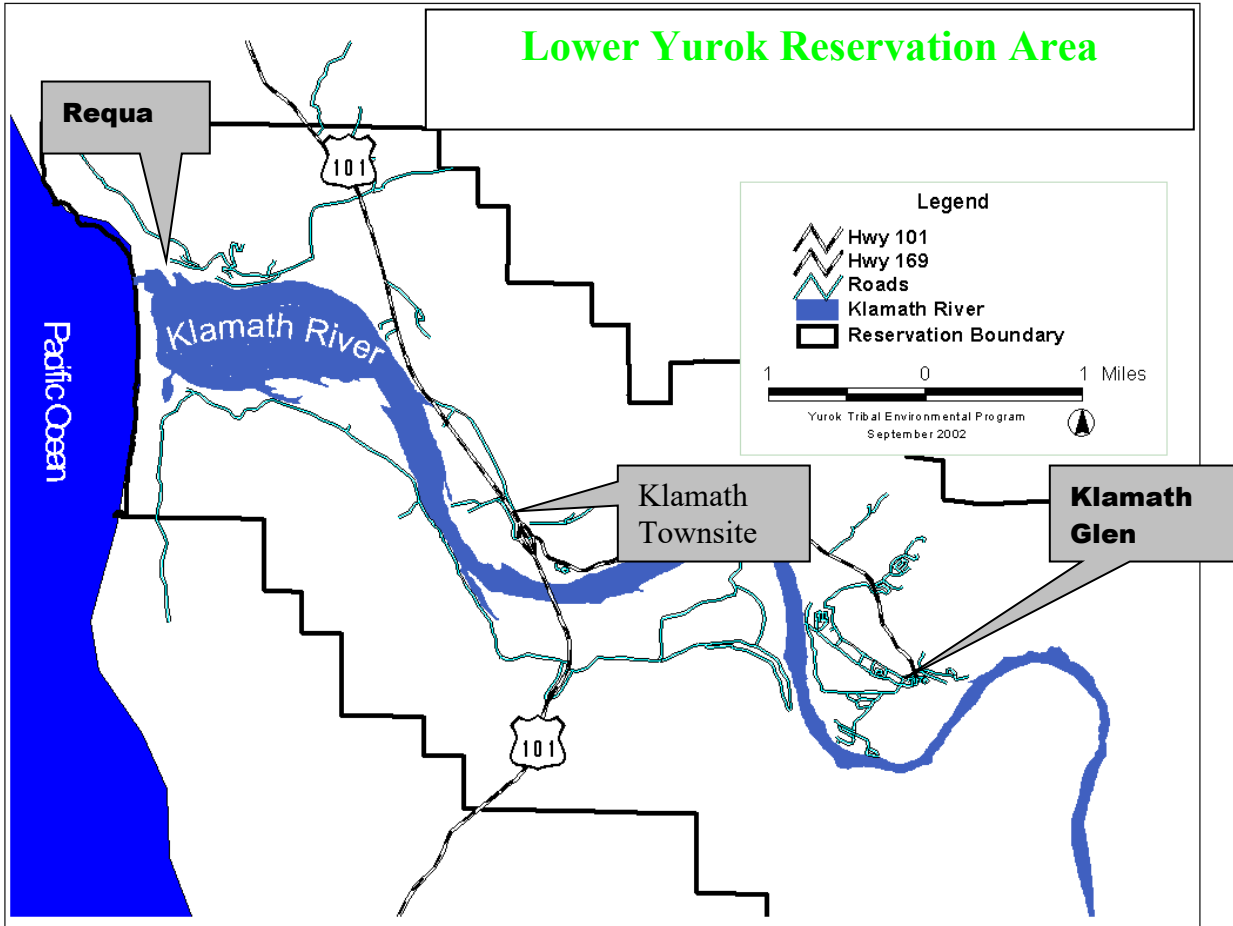 Lower Yurok Reservation Area
Requa
101
Legend
Hwy 101
Hwy 169
Roads
Klamath River
Reservation Boundary
1 0 1 Miles
Yurok Tribal Environmental Program
September 2002
Klamath River
Pacific Ocean
Klamath
Townsite
Klamath
Glen
101